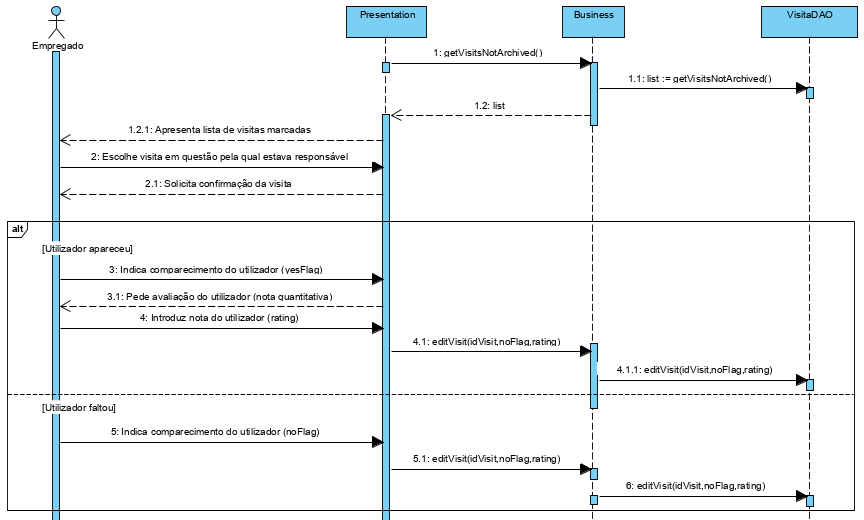 Presentation
Business
VisitaDAO
Empregado
1: getVisitsNotArchived()
1.1: list := getVisitsNotArchived()
1.2: list
1.2.1: Apresenta lista de visitas marcadas
2: Escolhe visita em questão pela qual estava responsável
2.1: Solicita confirmação da visita
alt
[Utilizador apareceu]
3: Indica comparecimento do utilizador (yesFlag)
3.1: Pede avaliação do utilizador (nota quantitativa)
4: Introduz nota do utilizador (rating)
4.1: editVisit(idVisit,noFlag,rating)
4.1.1: editVisit(idVisit,noFlag,rating)
[Utilizador faltou]
5: Indica comparecimento do utilizador (noFlag)
5.1: editVisit(idVisit,noFlag,rating)
6: editVisit(idVisit,noFlag,rating)